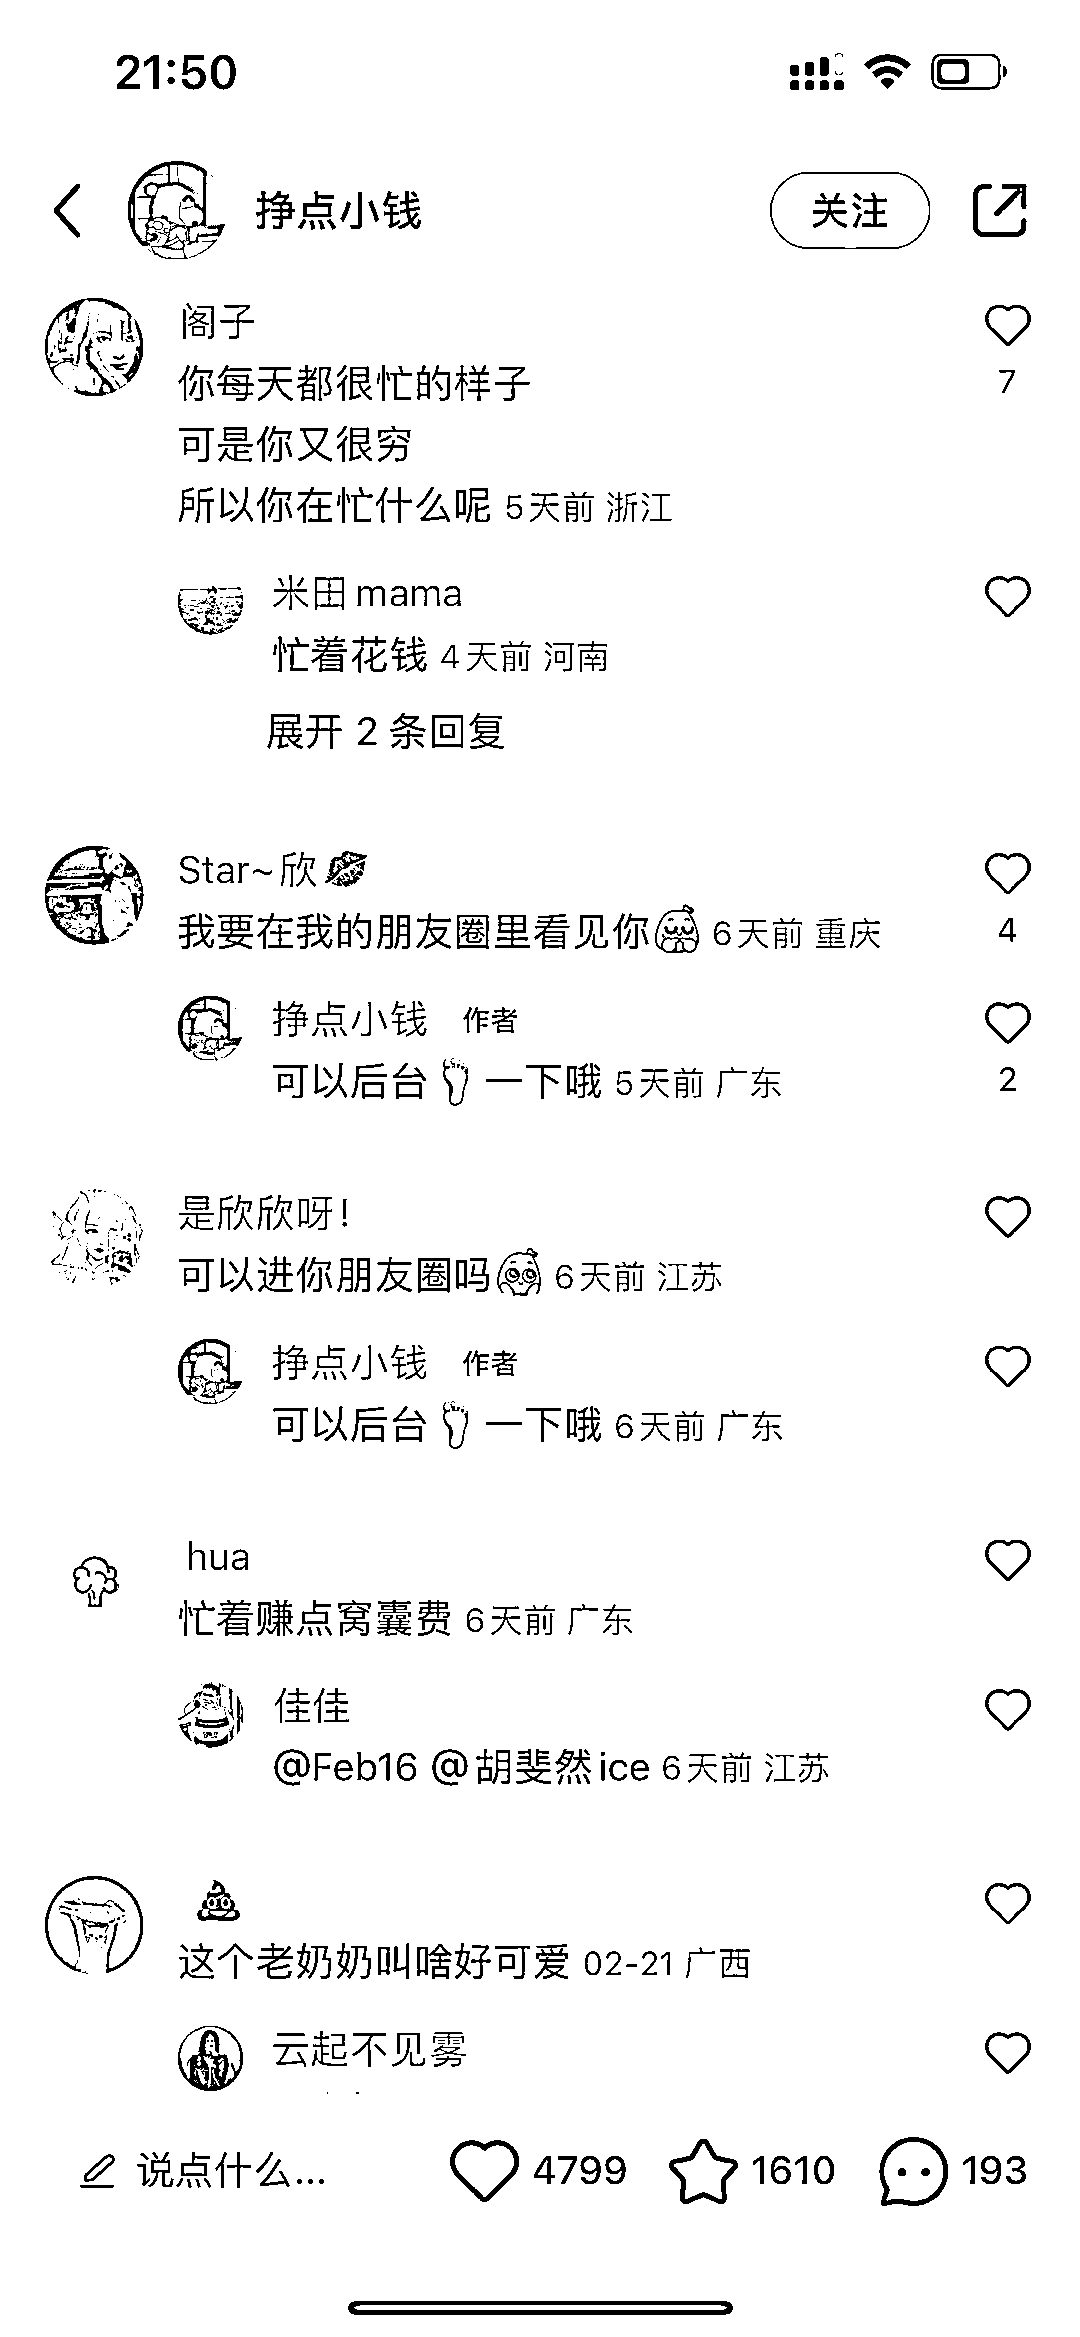 21:50
挣点小钱
关注
阁子
你每天都很忙的样子
7
可是你又很穷
所以你在忙什么呢 5天前 浙江
米田mama
忙着花钱 4天前 河南
展开 2 条回复
Star~欣💋
我要在我的朋友圈里看见你 6天前 重庆
4
挣点小钱 作者
可以后台🦶一下哦 5天前 广东
2
是欣欣呀!
可以进你朋友圈吗 6天前 江苏
挣点小钱 作者
可以后台🦶一下哦 6天前 广东
hua
忙着赚点窝囊费 6天前 广东
佳佳
@Feb16 @胡斐然ice 6天前 江苏
💩
这个老奶奶叫啥好可爱 02-21 广西
云起不见雾
说点什么...
4799
1610
193